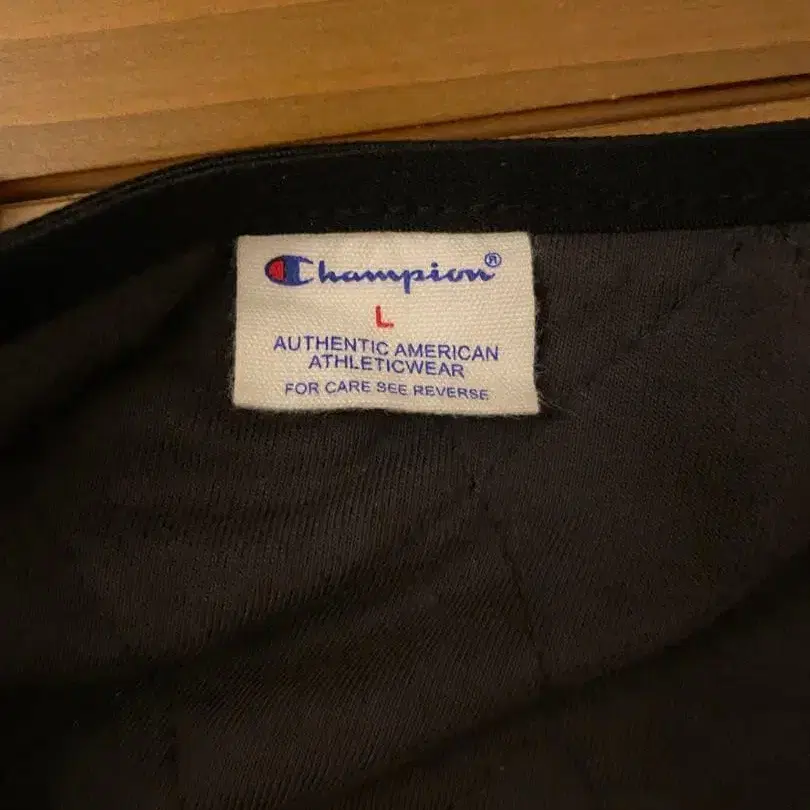 Champion®
L
AUTHENTIC AMERICAN
ATHLETICWEAR
FOR CARE SEE REVERSE